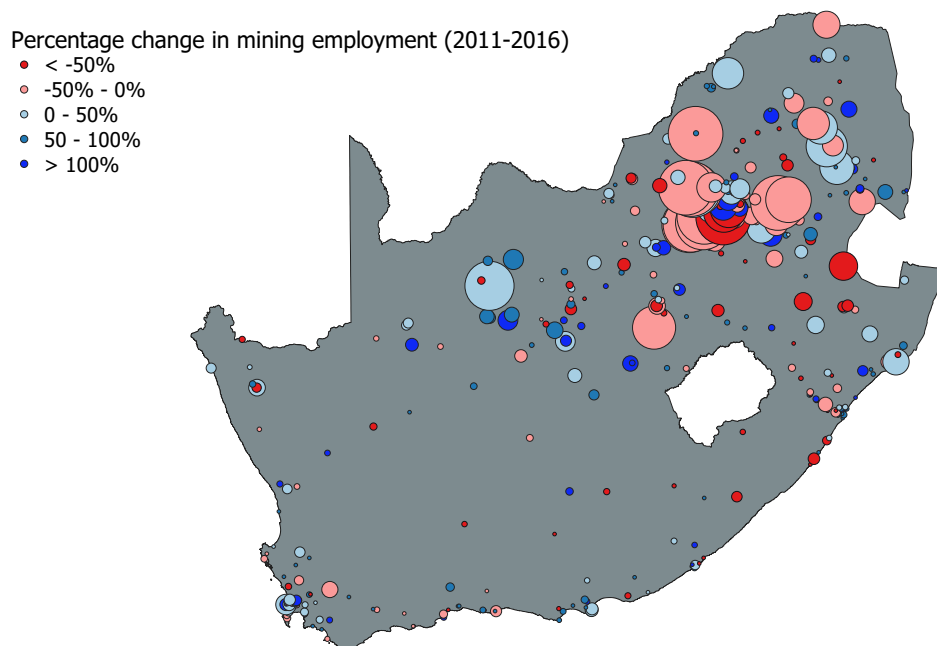 Percentage change in mining employment (2011-2016)
< -50%
-50% - 0%
0 - 50%
50 - 100%
> 100%